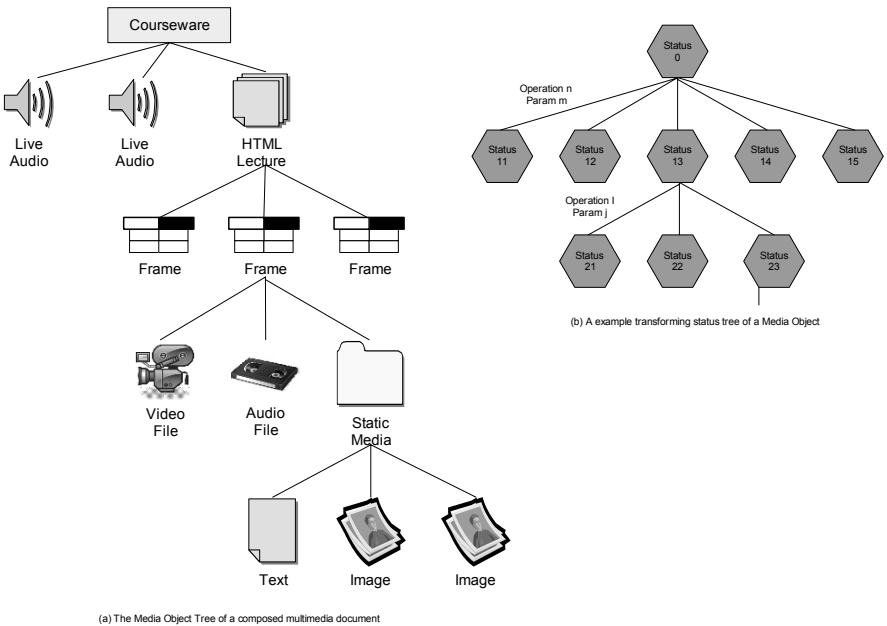 Courseware
Live
Audio
Live
Audio
HTML
Lecture
Frame
Frame
Frame
Video
File
Audio
File
Static
Media
Text
Image
Image
(a) The Media Object Tree of a composed multimedia document
Status
0
Operation n
Param m
Status
11
Status
12
Status
13
Status
14
Status
15
Operation l
Param j
Status
21
Status
22
Status
23
(b) A example transforming status tree of a Media Object